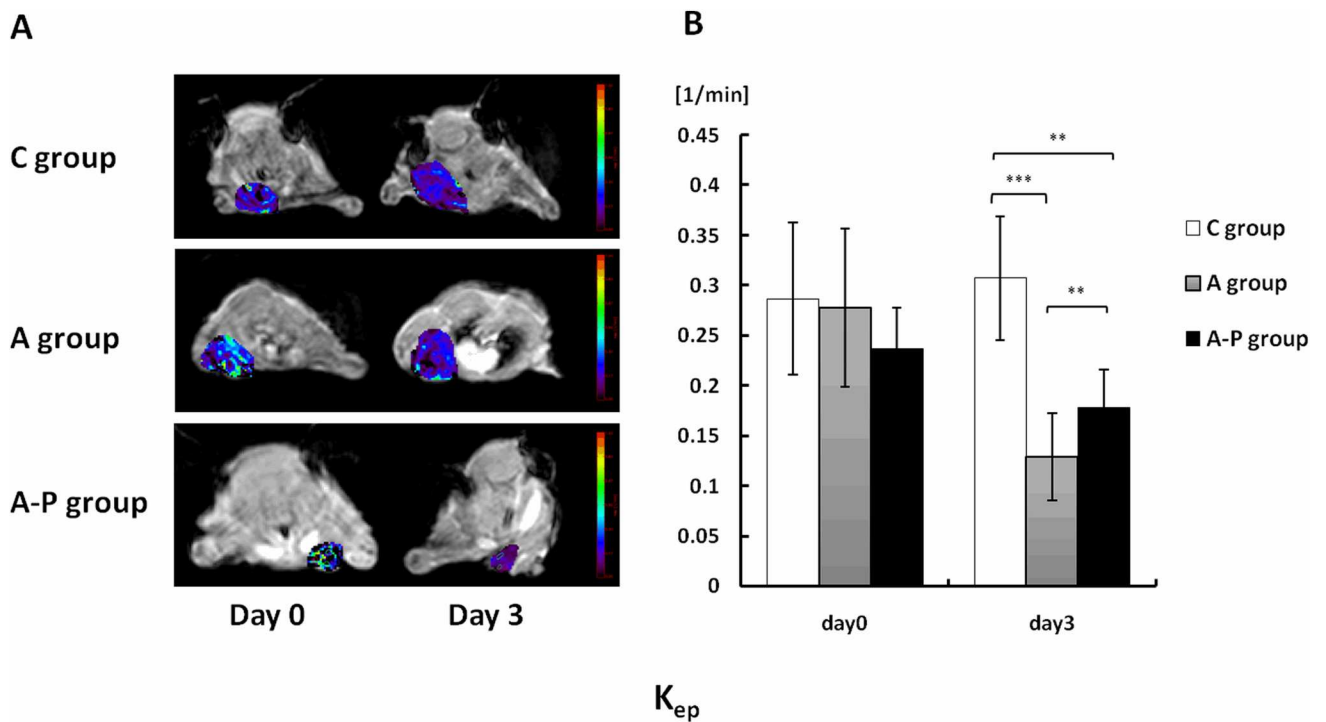 A
C group
A group
A-P group
Day 0 Day 3
B
[1/min]
0.45
0.4
0.35
0.3
0.25
0.2
0.15
0.1
0.05
0
** 
***
**
day0 day3
C group
A group
A-P group
Kep